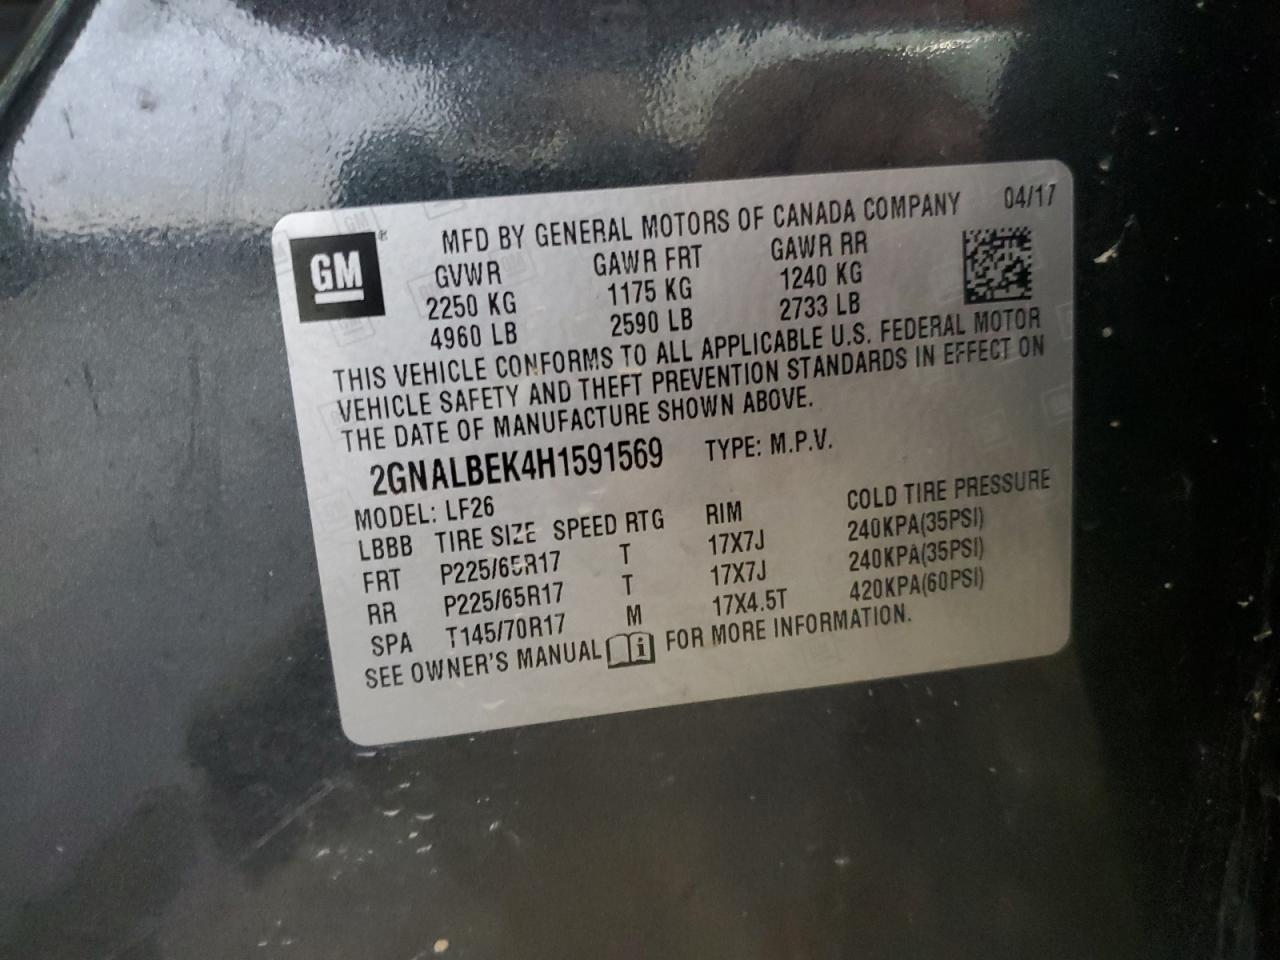 GM
®
MFD BY GENERAL MOTORS OF CANADA COMPANY 04/17
GVWR GAWR FRT GAWR RR
2250 KG 1175 KG 1240 KG
4960 LB 2590 LB 2733 LB
THIS VEHICLE CONFORMS TO ALL APPLICABLE U.S. FEDERAL MOTOR
VEHICLE SAFETY AND THEFT PREVENTION STANDARDS IN EFFECT ON
THE DATE OF MANUFACTURE SHOWN ABOVE.
2GNALBEK4H1591569 TYPE: M.P.V.
MODEL: LF26
LBBB TIRE SIZE SPEED RTG RIM COLD TIRE PRESSURE
FRT P225/65R17 T 17X7J 240KPA(35PSI)
RR P225/65R17 T 17X7J 240KPA(35PSI)
SPA T145/70R17 M 17X4.5T 420KPA(60PSI)
SEE OWNER'S MANUAL i FOR MORE INFORMATION.